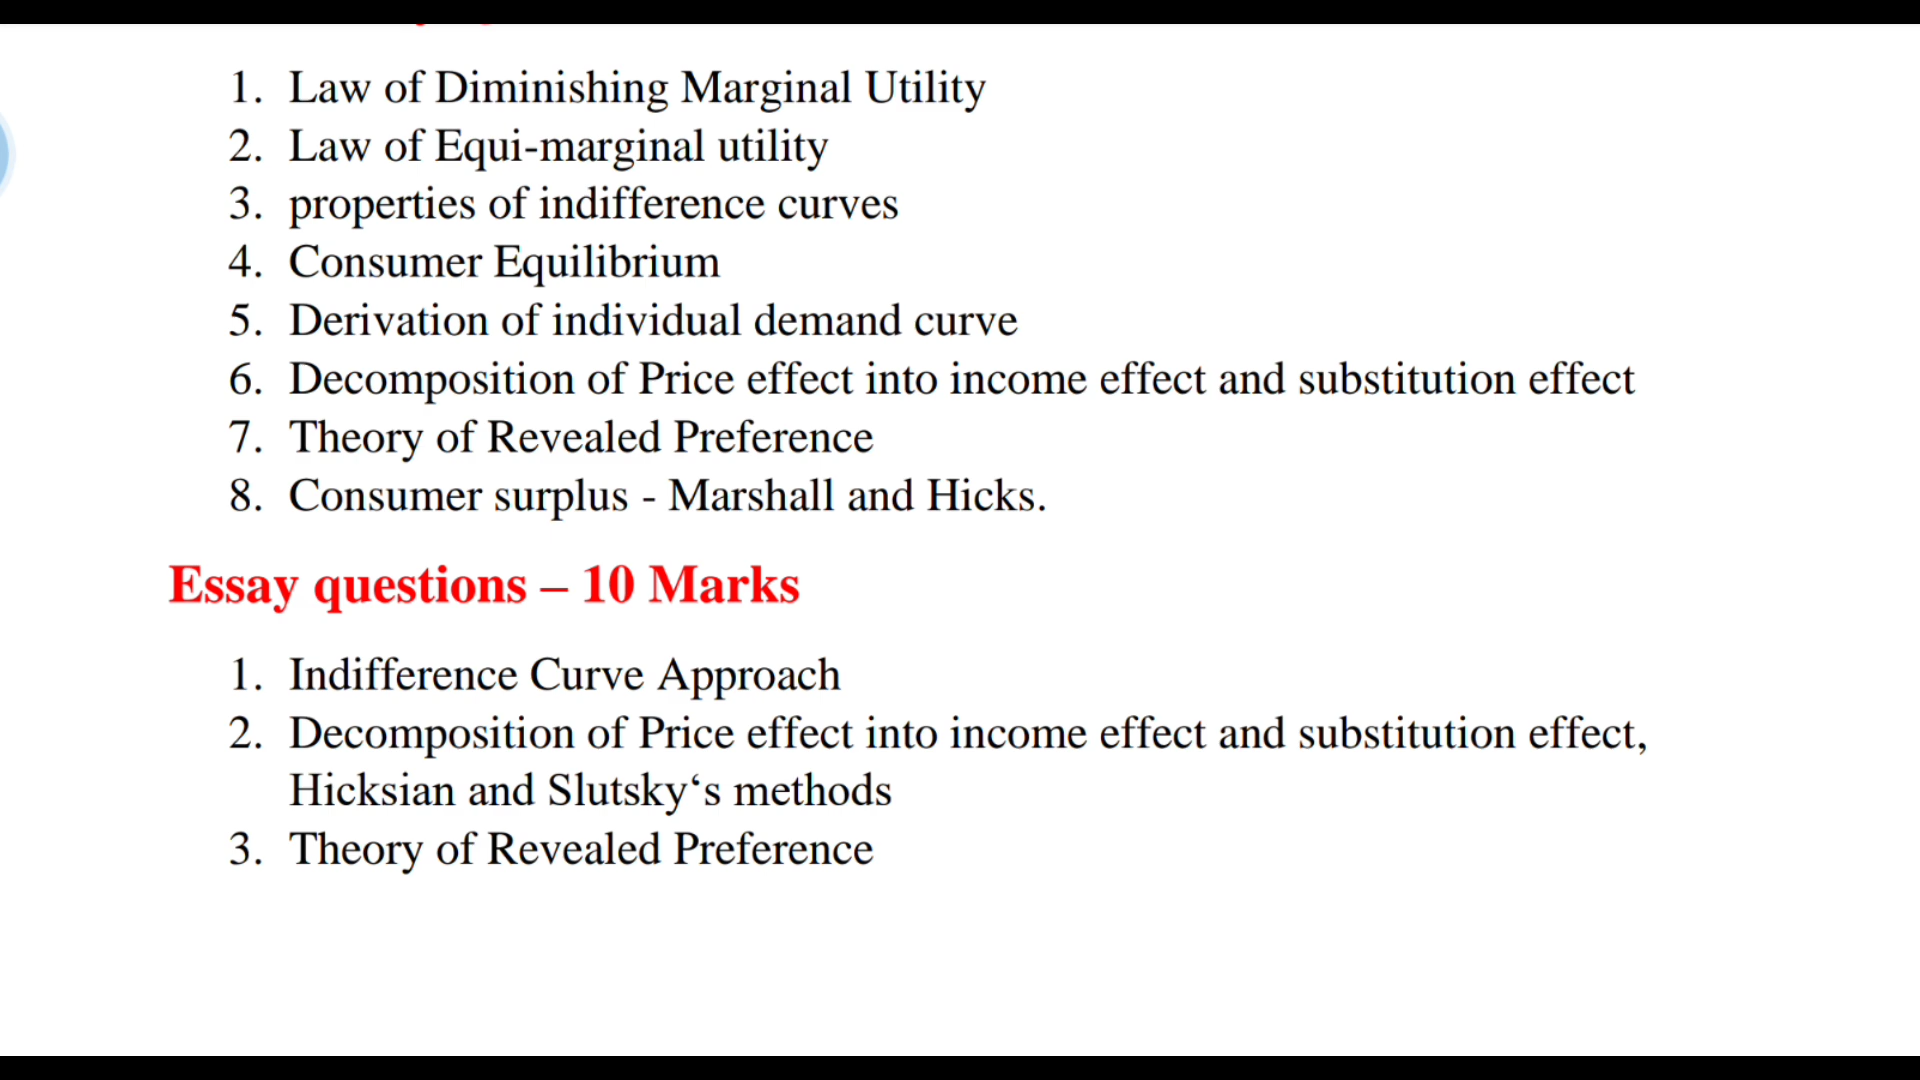 1. Law of Diminishing Marginal Utility
2. Law of Equi-marginal utility
3. properties of indifference curves
4. Consumer Equilibrium
5. Derivation of individual demand curve
6. Decomposition of Price effect into income effect and substitution effect
7. Theory of Revealed Preference
8. Consumer surplus - Marshall and Hicks.
Essay questions – 10 Marks
1. Indifference Curve Approach
2. Decomposition of Price effect into income effect and substitution effect,
Hicksian and Slutsky‘s methods
3. Theory of Revealed Preference